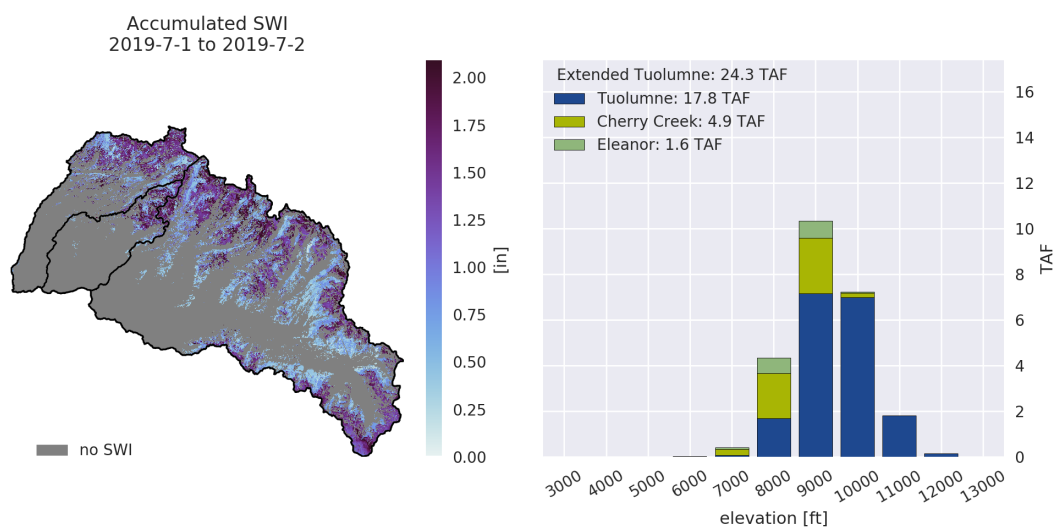 Accumulated SWI
2019-7-1 to 2019-7-2
2.00
1.75
1.50
1.25
1.00
0.75
0.50
0.25
0.00
[in]
no SWI
Extended Tuolumne: 24.3 TAF
Tuolumne: 17.8 TAF
Cherry Creek: 4.9 TAF
Eleanor: 1.6 TAF
16
14
12
10
8
6
4
2
0
TAF
3000 4000 5000 6000 7000 8000 9000 10000 11000 12000 13000
elevation [ft]